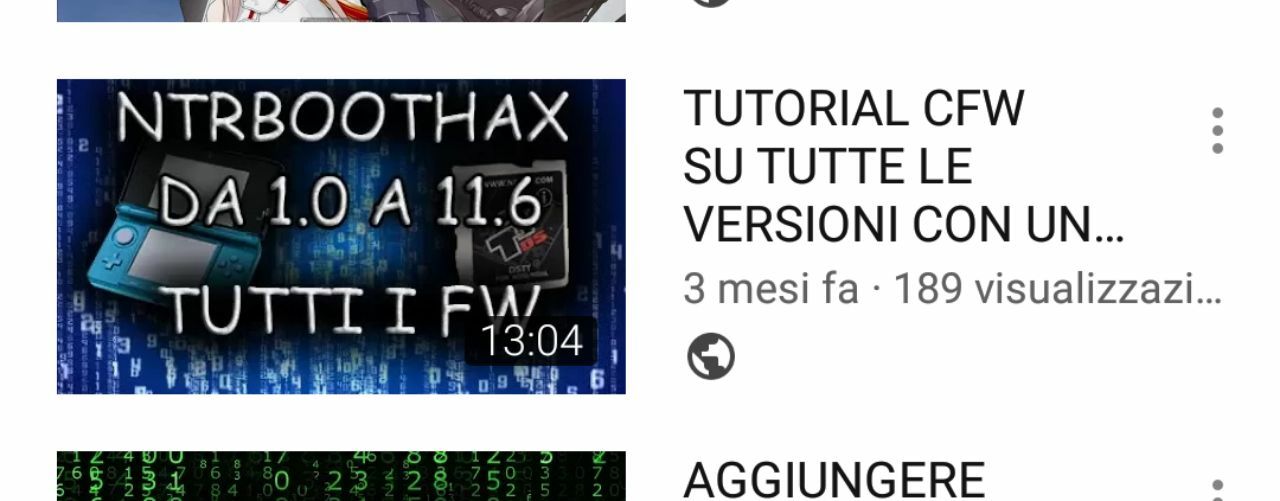 NTRBOOTHAX
DA 1.0 A 11.6
TUTTI I FW
13:04
TUTORIAL CFW
SU TUTTE LE
VERSIONI CON UN...
3 mesi fa · 189 visualizzazi...
AGGIUNGERE